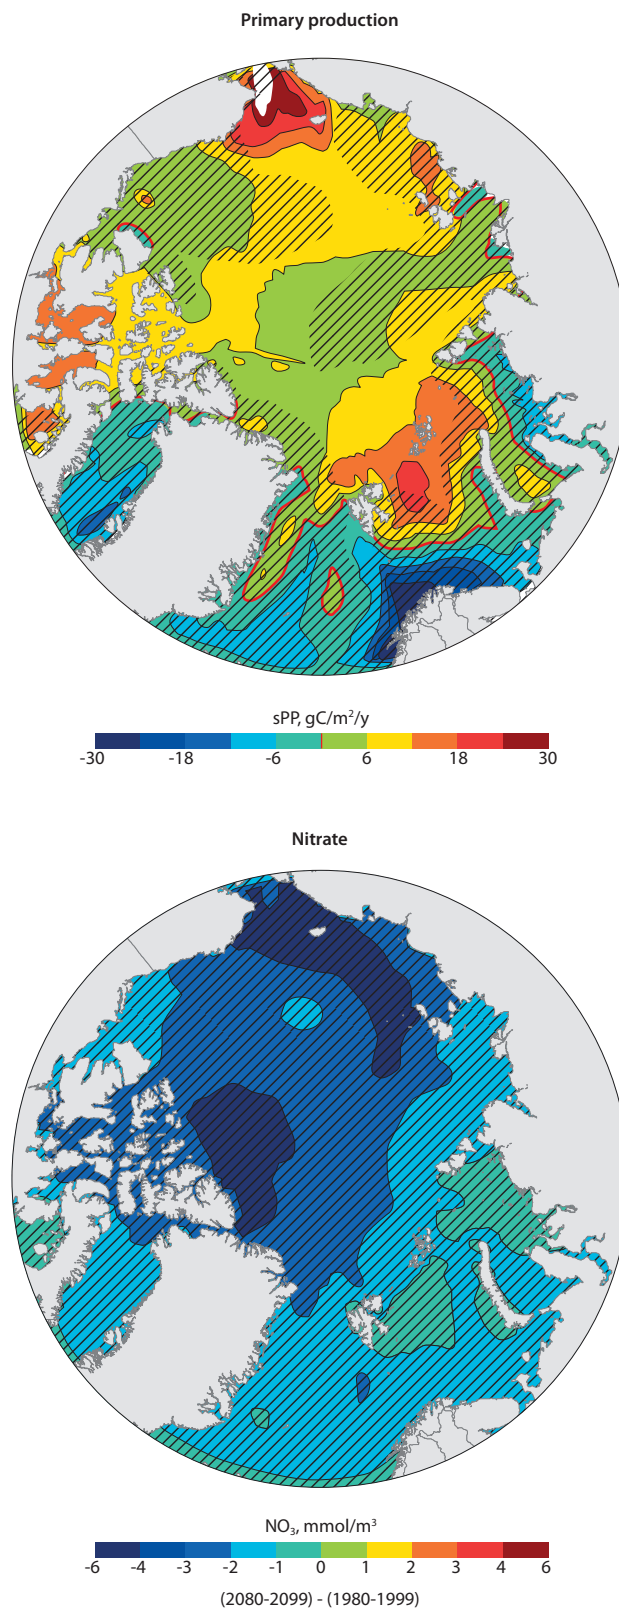 Primary production
sPP, gC/m²/y
-30 -18 -6 6 18 30
Nitrate
NO₃, mmol/m³
-6 -4 -3 -2 -1 0 1 2 3 4 6
(2080-2099) - (1980-1999)